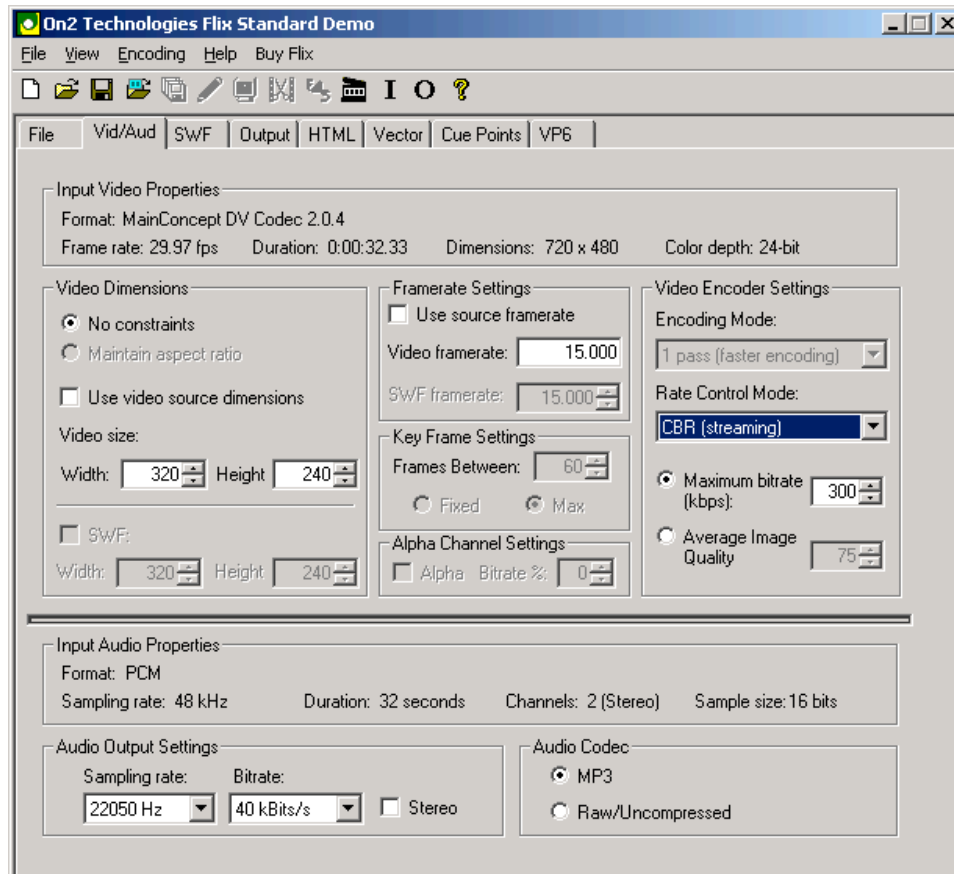 On2 Technologies Flix Standard Demo
File View Encoding Help Buy Flix
I O ?
File Vid/Aud SWF Output HTML Vector Cue Points VP6
Input Video Properties
Format: MainConcept DV Codec 2.0.4
Frame rate: 29.97 fps Duration: 0:00:32.33 Dimensions: 720 x 480 Color depth: 24-bit
Video Dimensions
No constraints
Maintain aspect ratio
Use video source dimensions
Video size:
Width: 320 Height 240
SWF:
Width: 320 Height 240
Framerate Settings
Use source framerate
Video framerate: 15.000
SWF framerate: 15.000
Key Frame Settings
Frames Between: 60
Fixed Max
Alpha Channel Settings
Alpha Bitrate %: 0
Video Encoder Settings
Encoding Mode:
1 pass (faster encoding)
Rate Control Mode:
CBR (streaming)
Maximum bitrate
(kbps): 300
Average Image
Quality 75
Input Audio Properties
Format: PCM
Sampling rate: 48 kHz Duration: 32 seconds Channels: 2 (Stereo) Sample size: 16 bits
Audio Output Settings
Sampling rate: Bitrate:
22050 Hz 40 kBits/s Stereo
Audio Codec
MP3
Raw/Uncompressed